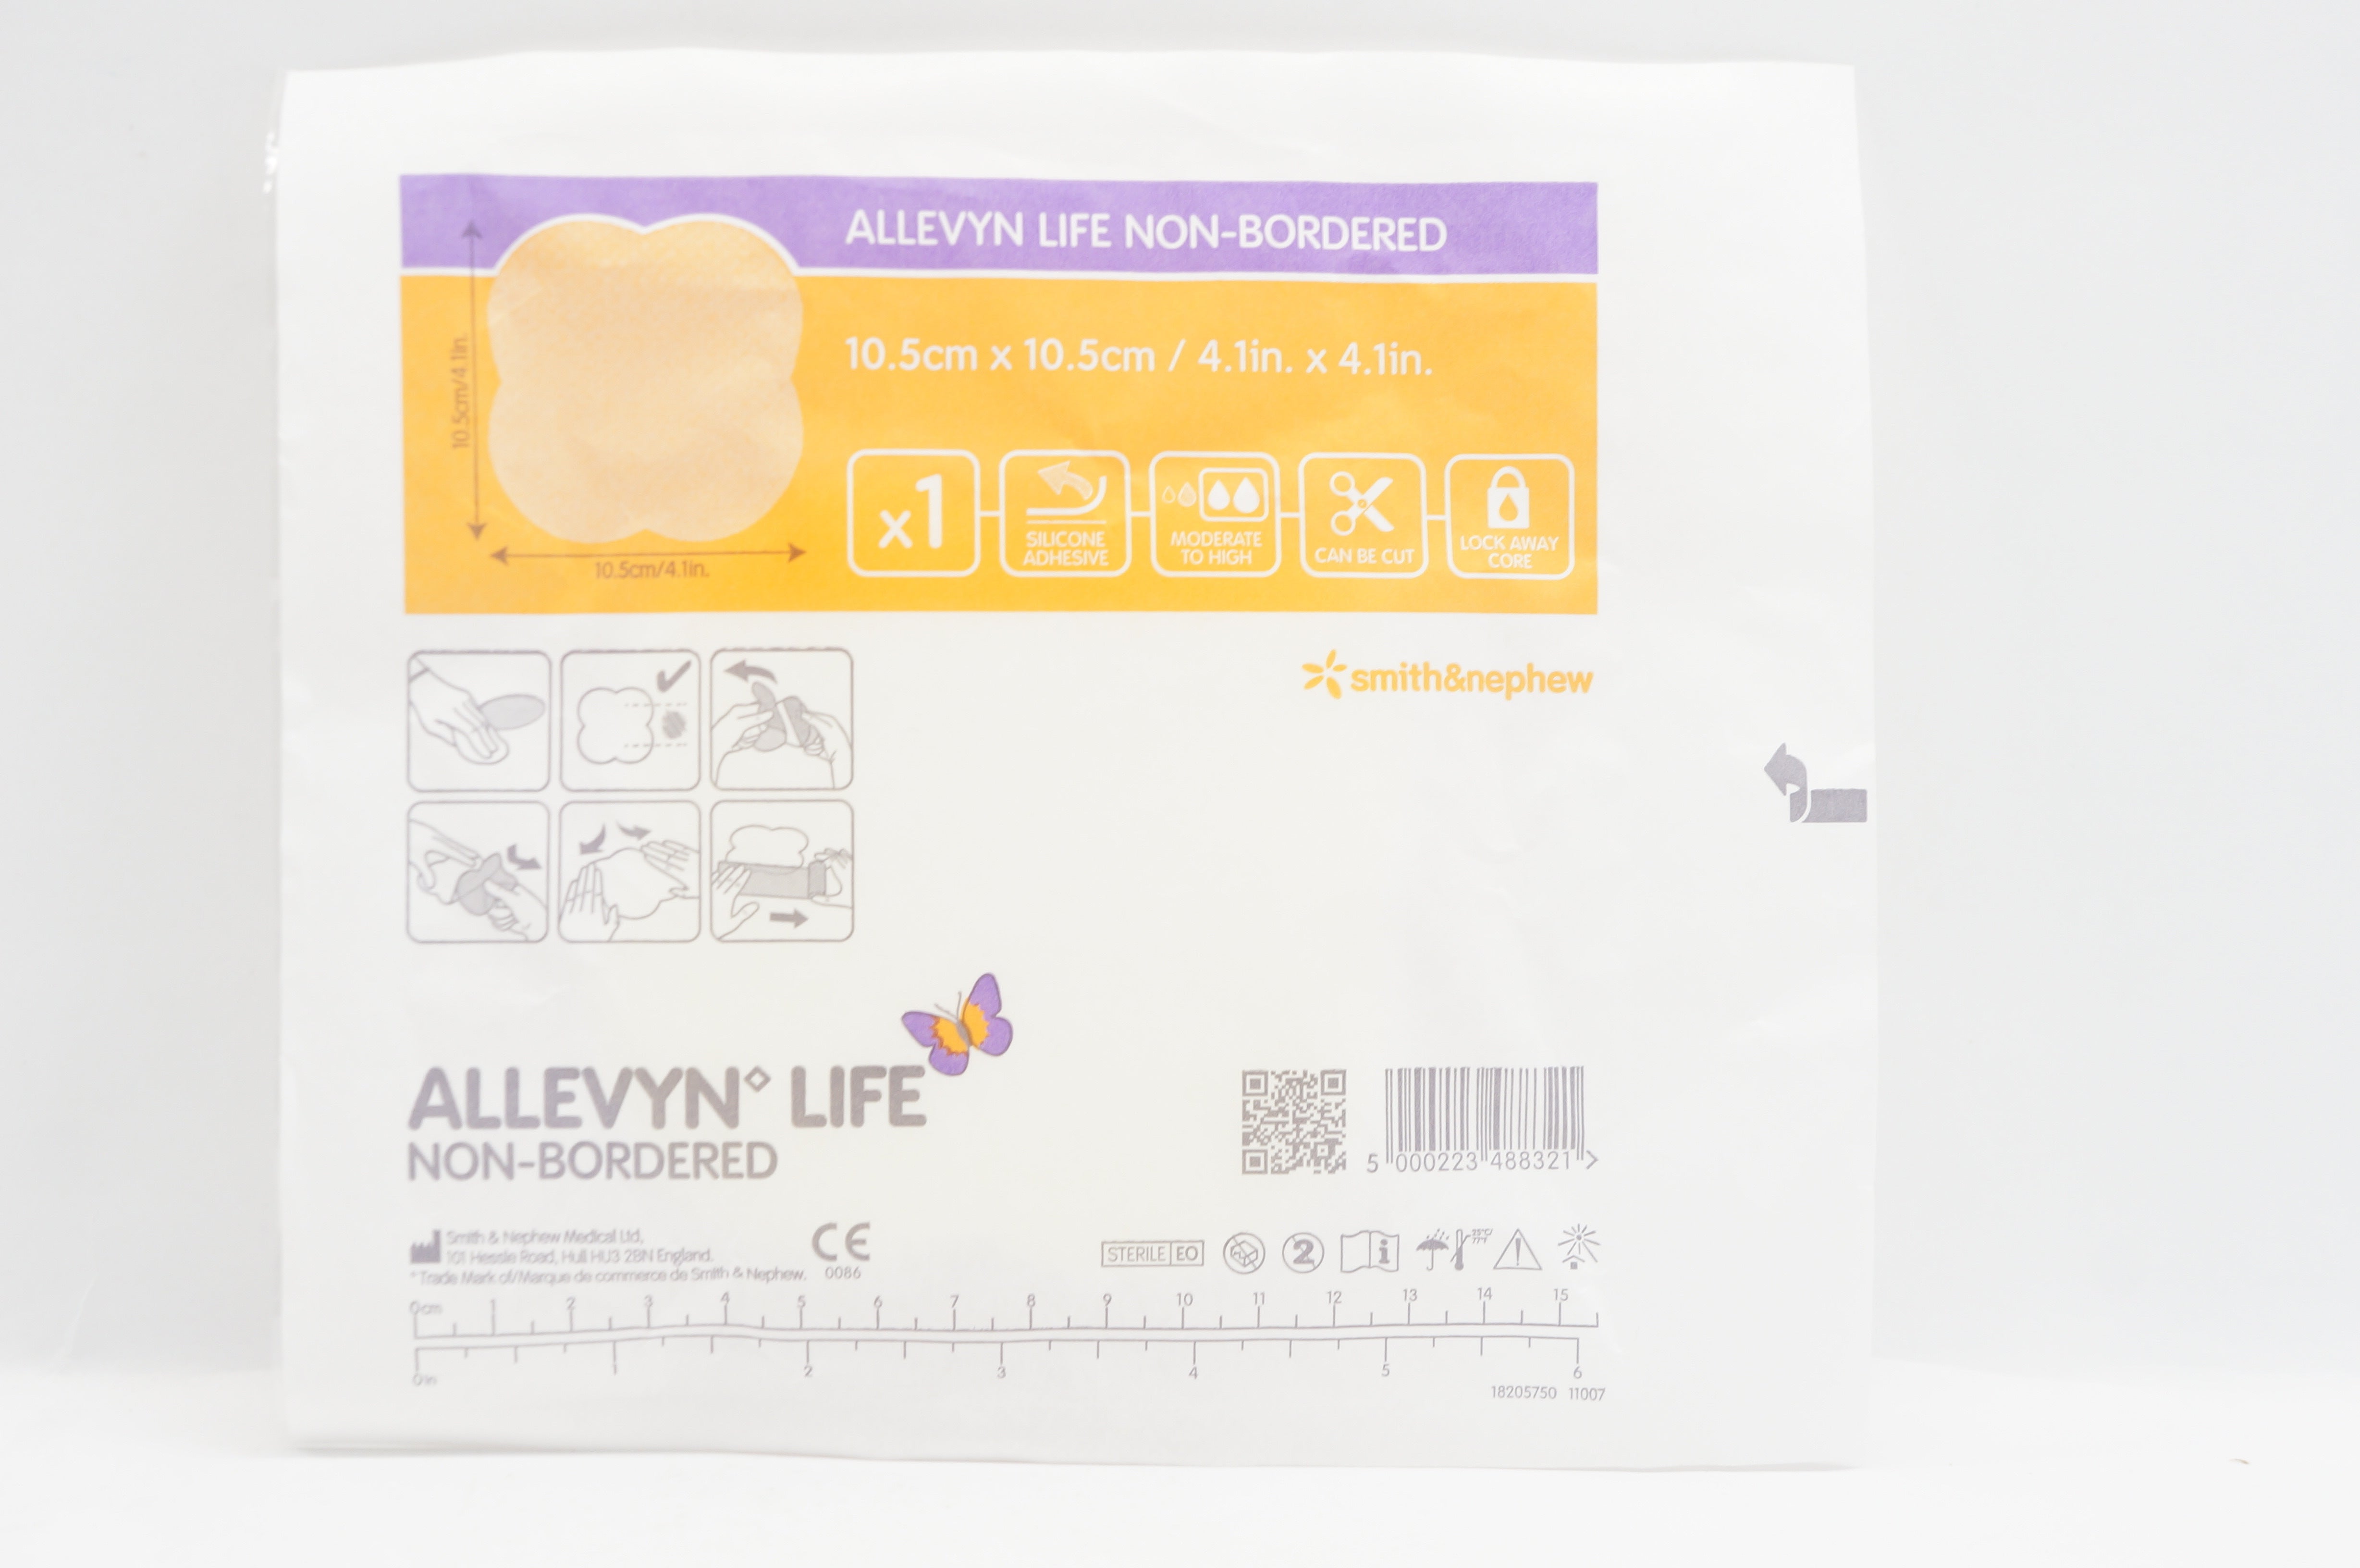 ALLEVYN LIFE NON-BORDERED
10.5cm/4.1in.
10.5cm x 10.5cm / 4.1in. x 4.1in.
x1
SILICONE
ADHESIVE
MODERATE
TO HIGH
CAN BE CUT
LOCK AWAY
CORE
10.5cm/4.1in.
smith&nephew
ALLEVYN◇ LIFE
NON-BORDERED
5 000223 488321 >
Smith & Nephew Medical Ltd,
101 Hessle Road, Hull HU3 2BN England.
◇Trade Mark of/Marque de commerce de Smith & Nephew.
CE
0086
STERILE EO
2
i
25°C/
77°F
0cm 1 2 3 4 5 6 7 8 9 10 11 12 13 14 15
0in 1 2 3 4 5 6
18205750 11007